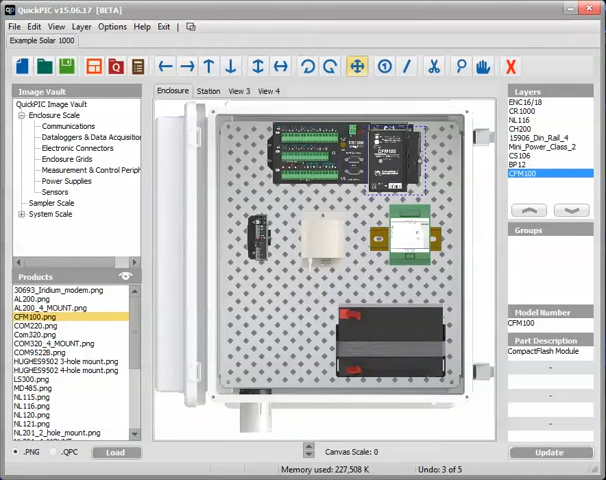 QuickPIC v15.06.17 [BETA]
File Edit View Layer Options Help Exit
Example Solar 1000
Image Vault
QuickPIC Image Vault
Enclosure Scale
Communications
Dataloggers & Data Acquisitio
Electronic Connectors
Enclosure Grids
Measurement & Control Periph
Power Supplies
Sensors
Sampler Scale
System Scale
Products
30693_Iridium_modem.png
AL200.png
AL200_4_MOUNT.png
CFM100.png
COM220.png
Com320.png
COM320_4_MOUNT.png
COM9522B.png
HUGHES9502 3-hole mount.png
HUGHES9502 4-hole mount.png
LS300.png
MD485.png
NL115.png
NL116.png
NL120.png
NL121.png
NL201_2_hole_mount.png
.PNG .QPC Load
Enclosure Station View 3 View 4
CFM100
Canvas Scale: 0
Layers
ENC16/18
CR1000
NL116
CH200
15906_Din_Rail_4
Mini_Power_Class_2
CS106
BP12
CFM100
Groups
Model Number
CFM100
Part Description
CompactFlash Module
-
-
-
Update
Memory used: 227,508 K Undo: 3 of 5